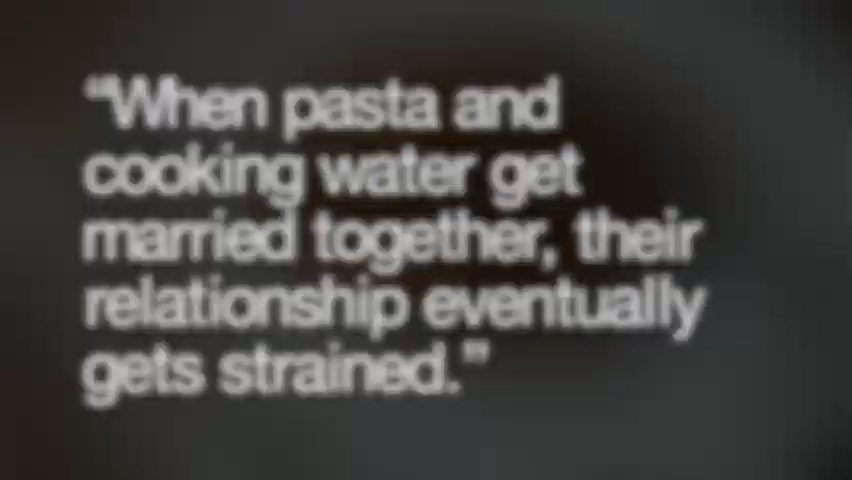 “When pasta and
cooking water get
married together, their
relationship eventually
gets strained.”